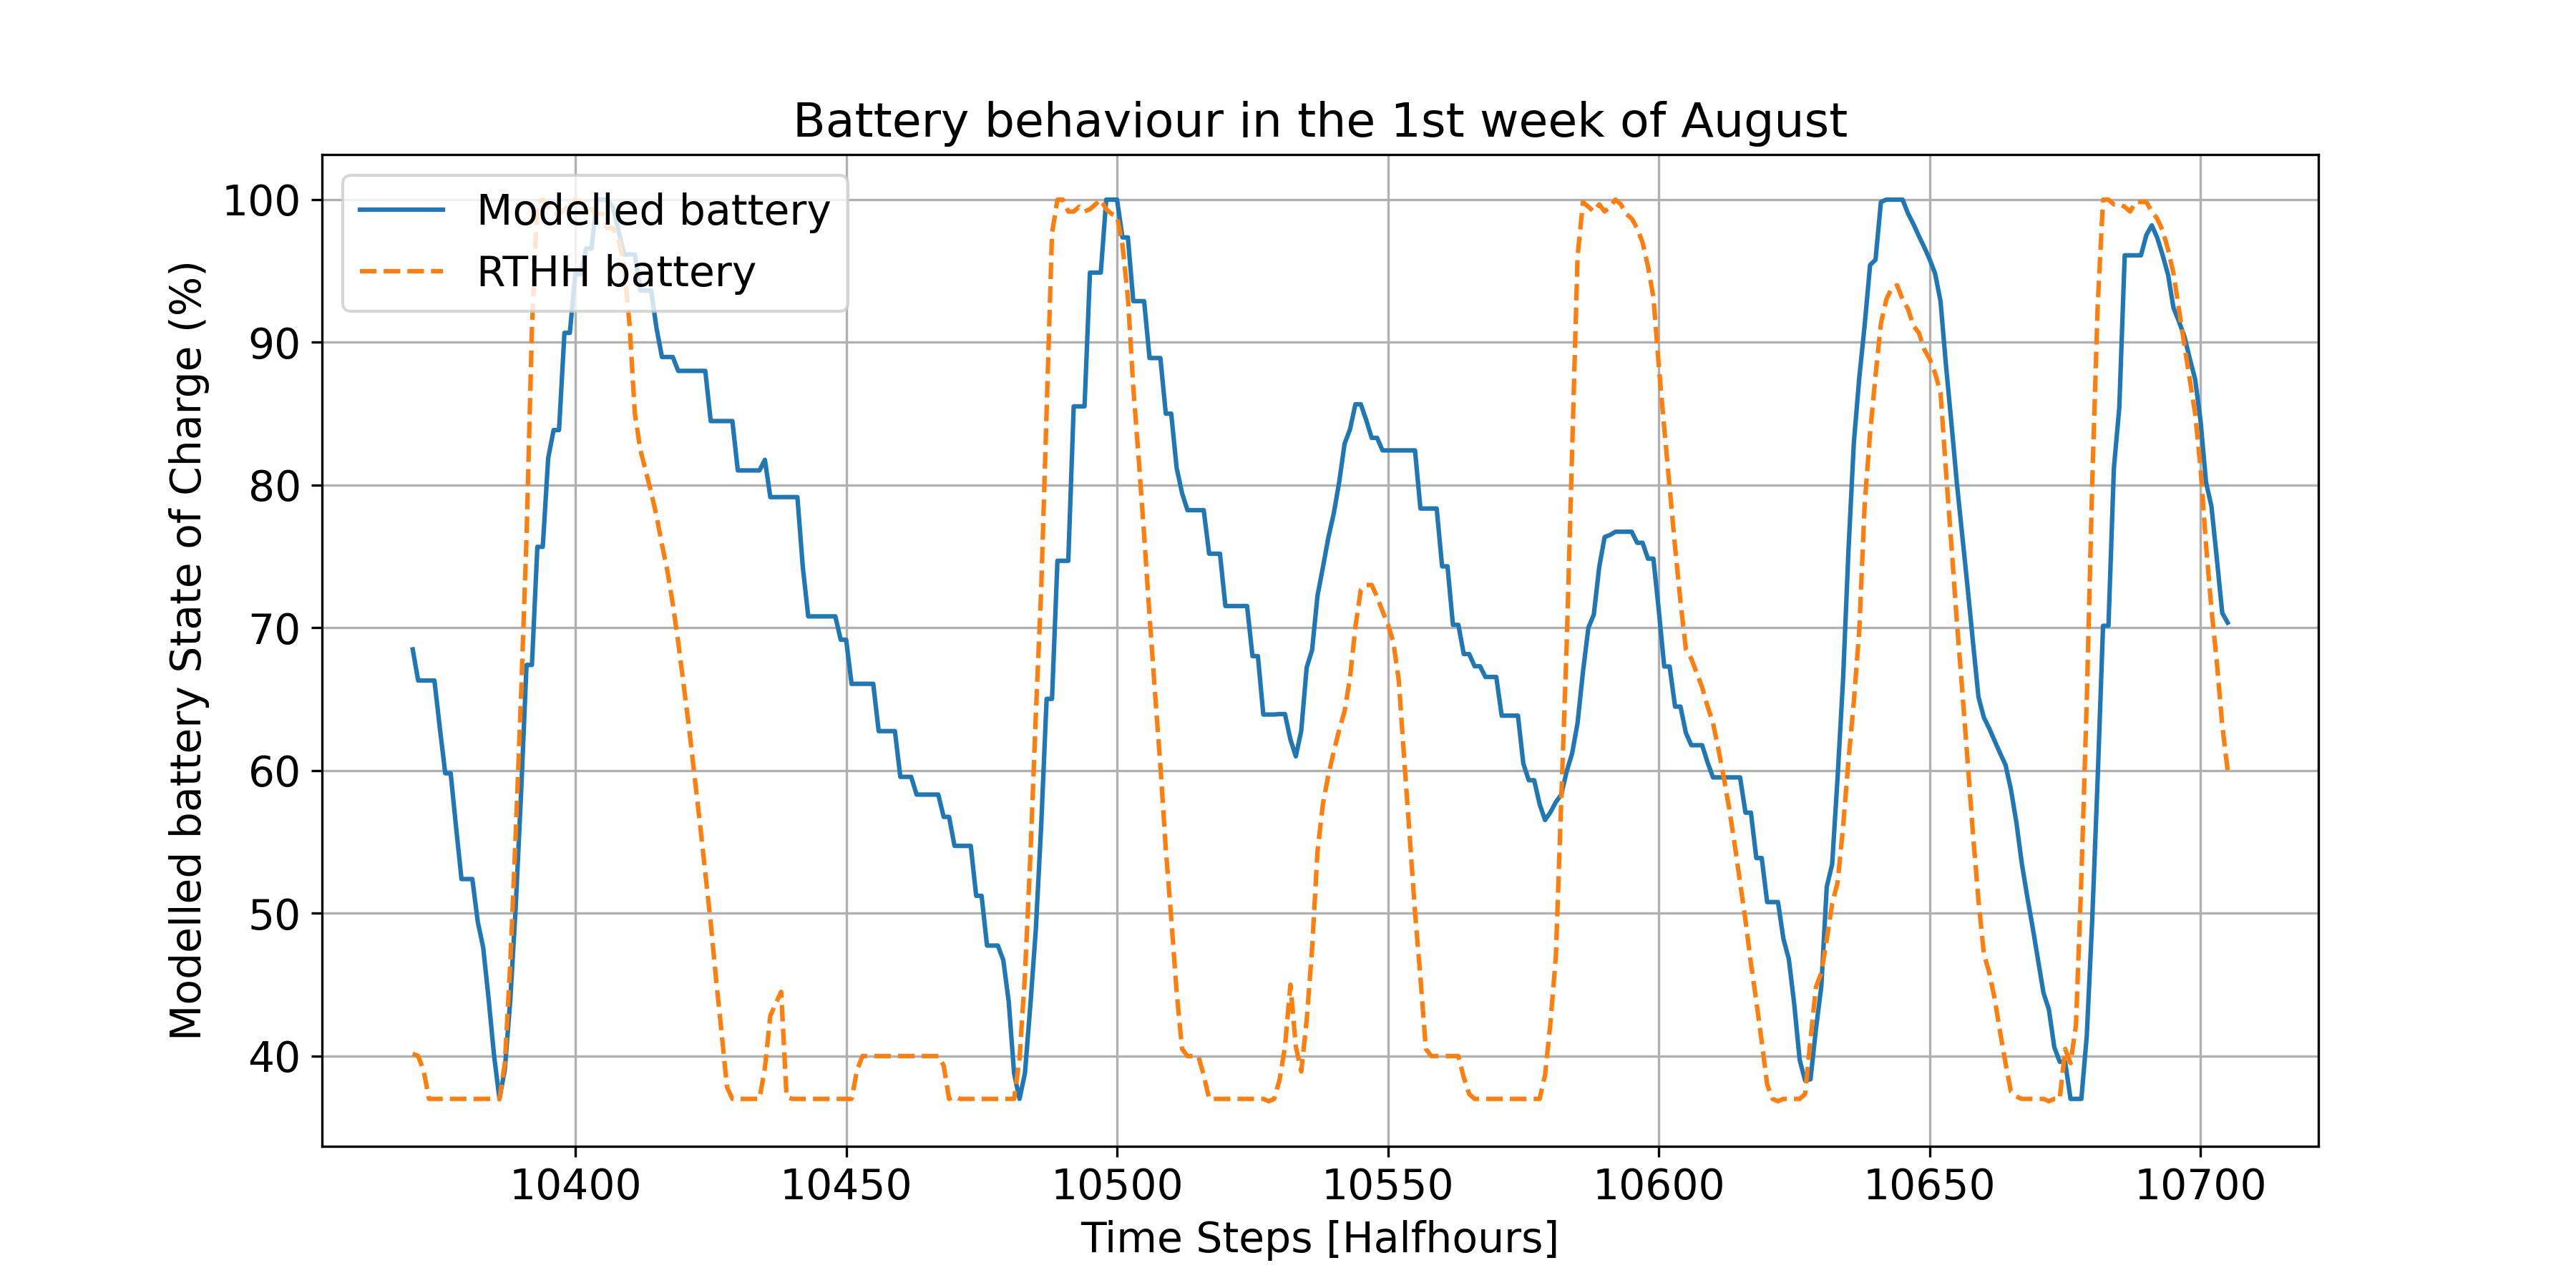 Battery behaviour in the 1st week of August
Modelled battery
RTHH battery
Modelled battery State of Charge (%)
100
90
80
70
60
50
40
10400 10450 10500 10550 10600 10650 10700
Time Steps [Halfhours]